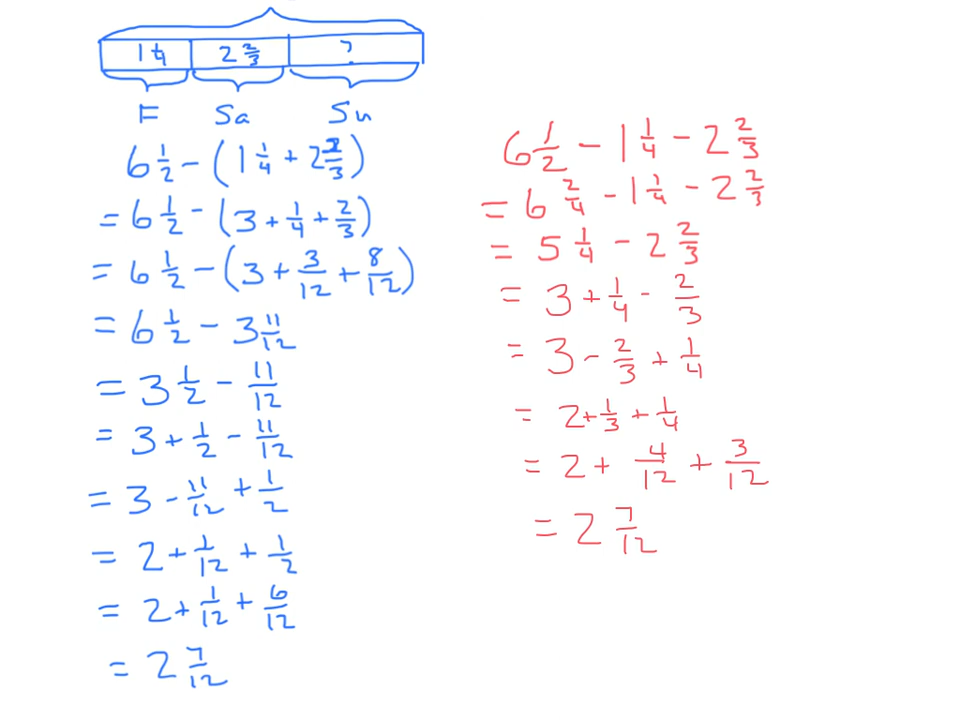 1 1/4 2 2/3 ?
F Sa Su
6 1/2 - (1 1/4 + 2 2/3)
= 6 1/2 - (3 + 1/4 + 2/3)
= 6 1/2 - (3 + 3/12 + 8/12)
= 6 1/2 - 3 11/12
= 3 1/2 - 11/12
= 3 + 1/2 - 11/12
= 3 - 11/12 + 1/2
= 2 + 1/12 + 1/2
= 2 + 1/12 + 6/12
= 2 7/12
6 1/2 - 1 1/4 - 2 2/3
= 6 2/4 - 1 1/4 - 2 2/3
= 5 1/4 - 2 2/3
= 3 + 1/4 - 2/3
= 3 - 2/3 + 1/4
= 2 + 1/3 + 1/4
= 2 + 4/12 + 3/12
= 2 7/12